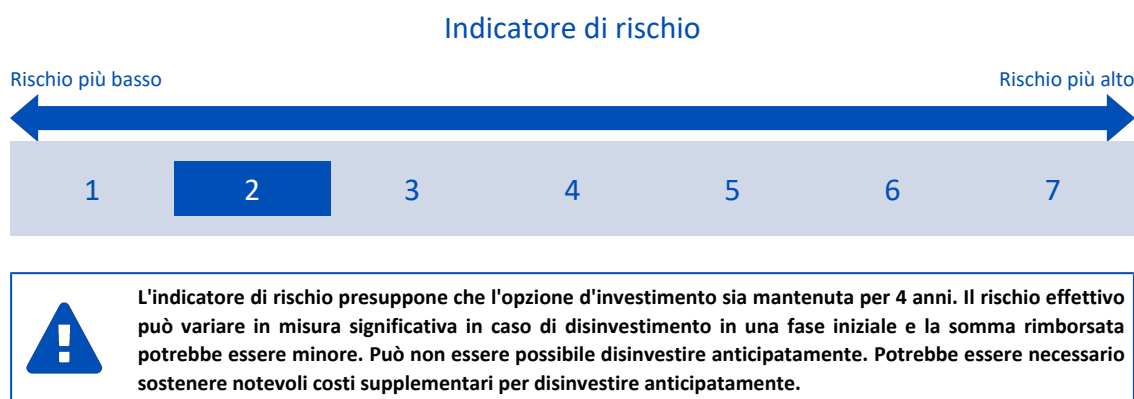 Indicatore di rischio
Rischio più basso
Rischio più alto
1 2 3 4 5 6 7
L'indicatore di rischio presuppone che l'opzione d'investimento sia mantenuta per 4 anni. Il rischio effettivo
può variare in misura significativa in caso di disinvestimento in una fase iniziale e la somma rimborsata
potrebbe essere minore. Può non essere possibile disinvestire anticipatamente. Potrebbe essere necessario
sostenere notevoli costi supplementari per disinvestire anticipatamente.